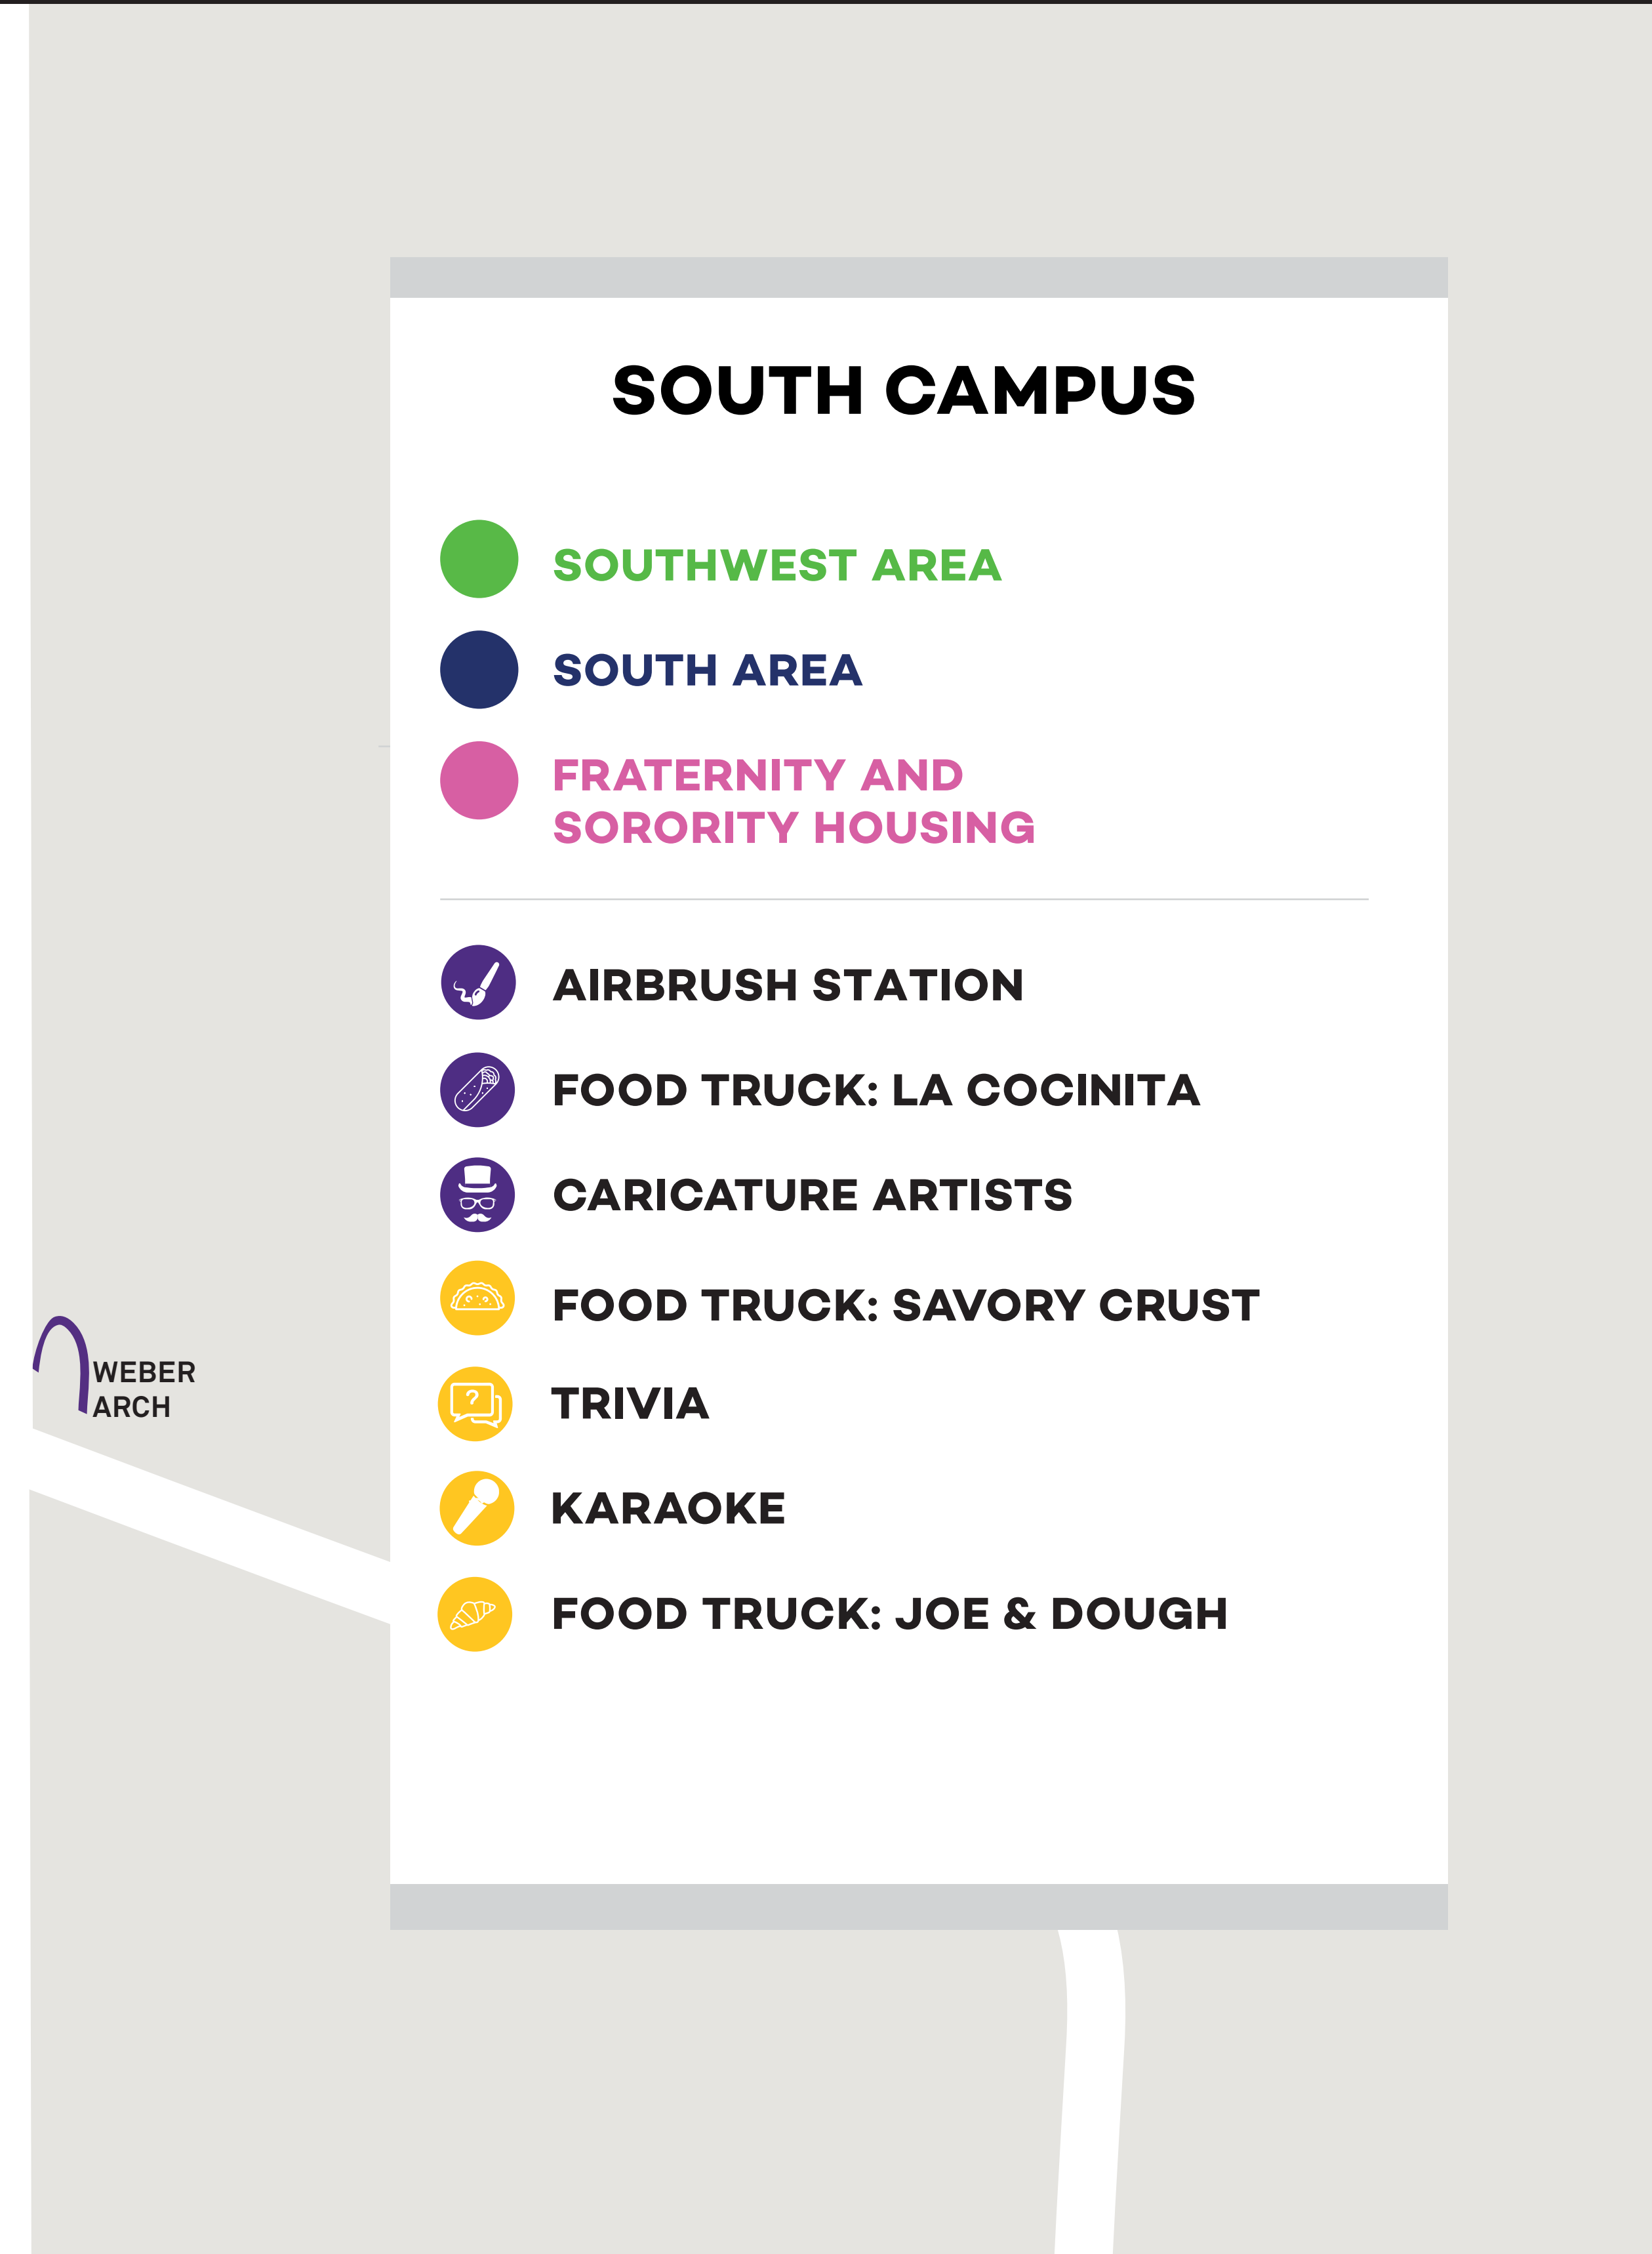 SOUTH CAMPUS
SOUTHWEST AREA
SOUTH AREA
FRATERNITY AND
SORORITY HOUSING
AIRBRUSH STATION
FOOD TRUCK: LA COCINITA
CARICATURE ARTISTS
FOOD TRUCK: SAVORY CRUST
?
TRIVIA
KARAOKE
FOOD TRUCK: JOE & DOUGH
WEBER
ARCH